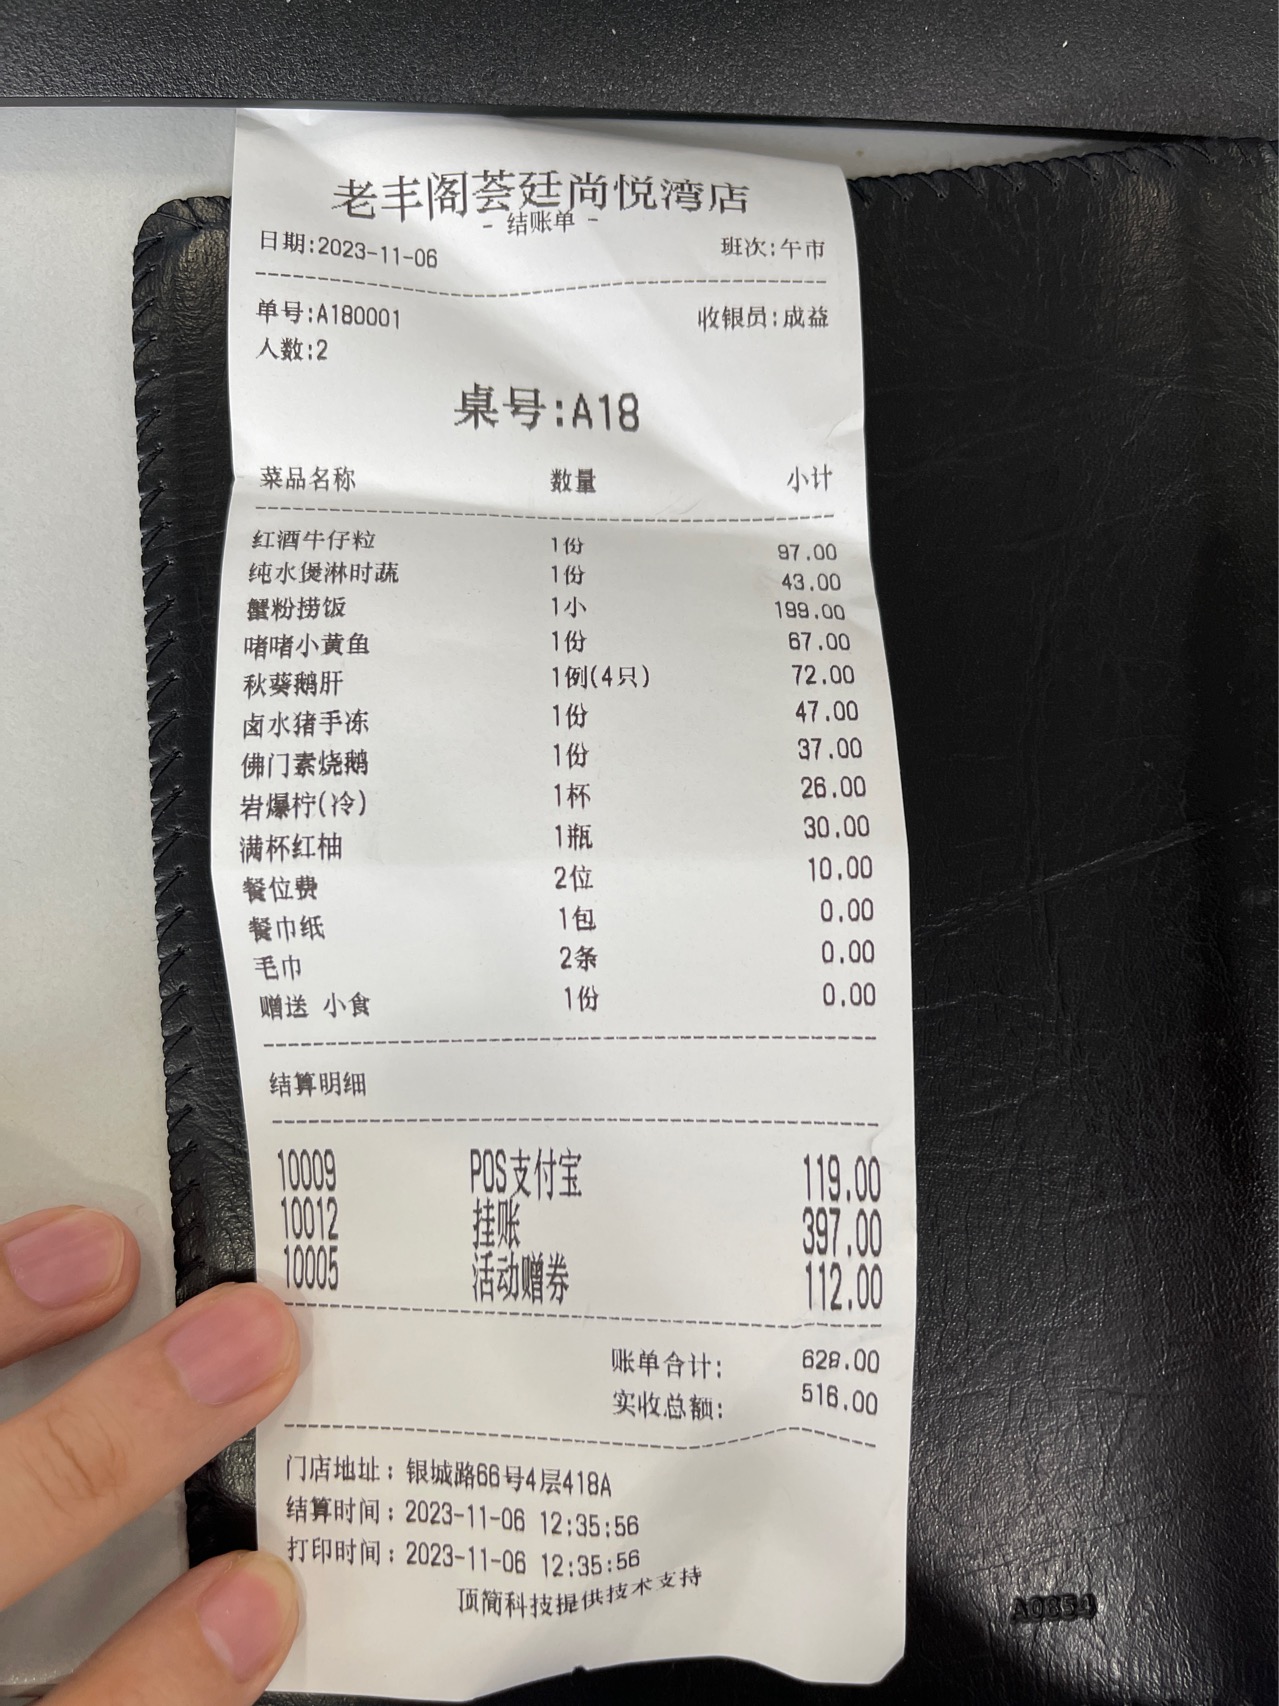 老丰阁荟廷尚悦湾店
- 结账单 -
日期:2023-11-06 班次:午市
单号:A180001 收银员:成益
人数:2
桌号:A18
菜品名称 数量 小计
红酒牛仔粒 1份 97.00
纯水煲淋时蔬 1份 43.00
蟹粉捞饭 1小 199.00
啫啫小黄鱼 1份 67.00
秋葵鹅肝 1例(4只) 72.00
卤水猪手冻 1份 47.00
佛门素烧鹅 1份 37.00
岩爆柠(冷) 1杯 26.00
满杯红柚 1瓶 30.00
餐位费 2位 10.00
餐巾纸 1包 0.00
毛巾 2条 0.00
赠送 小食 1份 0.00
结算明细
10009 POS支付宝 119.00
10012 挂账 397.00
10005 活动赠券 112.00
账单合计: 628.00
实收总额: 516.00
门店地址: 银城路66号4层418A
结算时间: 2023-11-06 12:35:56
打印时间: 2023-11-06 12:35:56
顶简科技提供技术支持